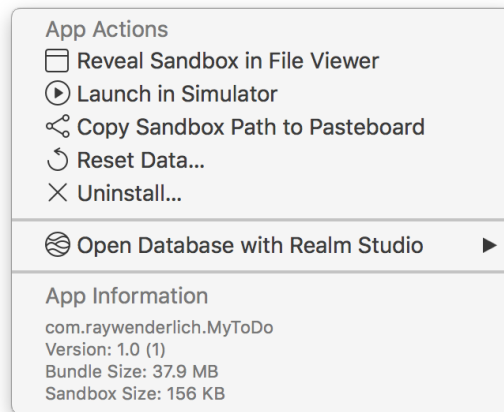 App Actions
Reveal Sandbox in File Viewer
Launch in Simulator
Copy Sandbox Path to Pasteboard
Reset Data...
Uninstall...
Open Database with Realm Studio
App Information
com.raywenderlich.MyToDo
Version: 1.0 (1)
Bundle Size: 37.9 MB
Sandbox Size: 156 KB